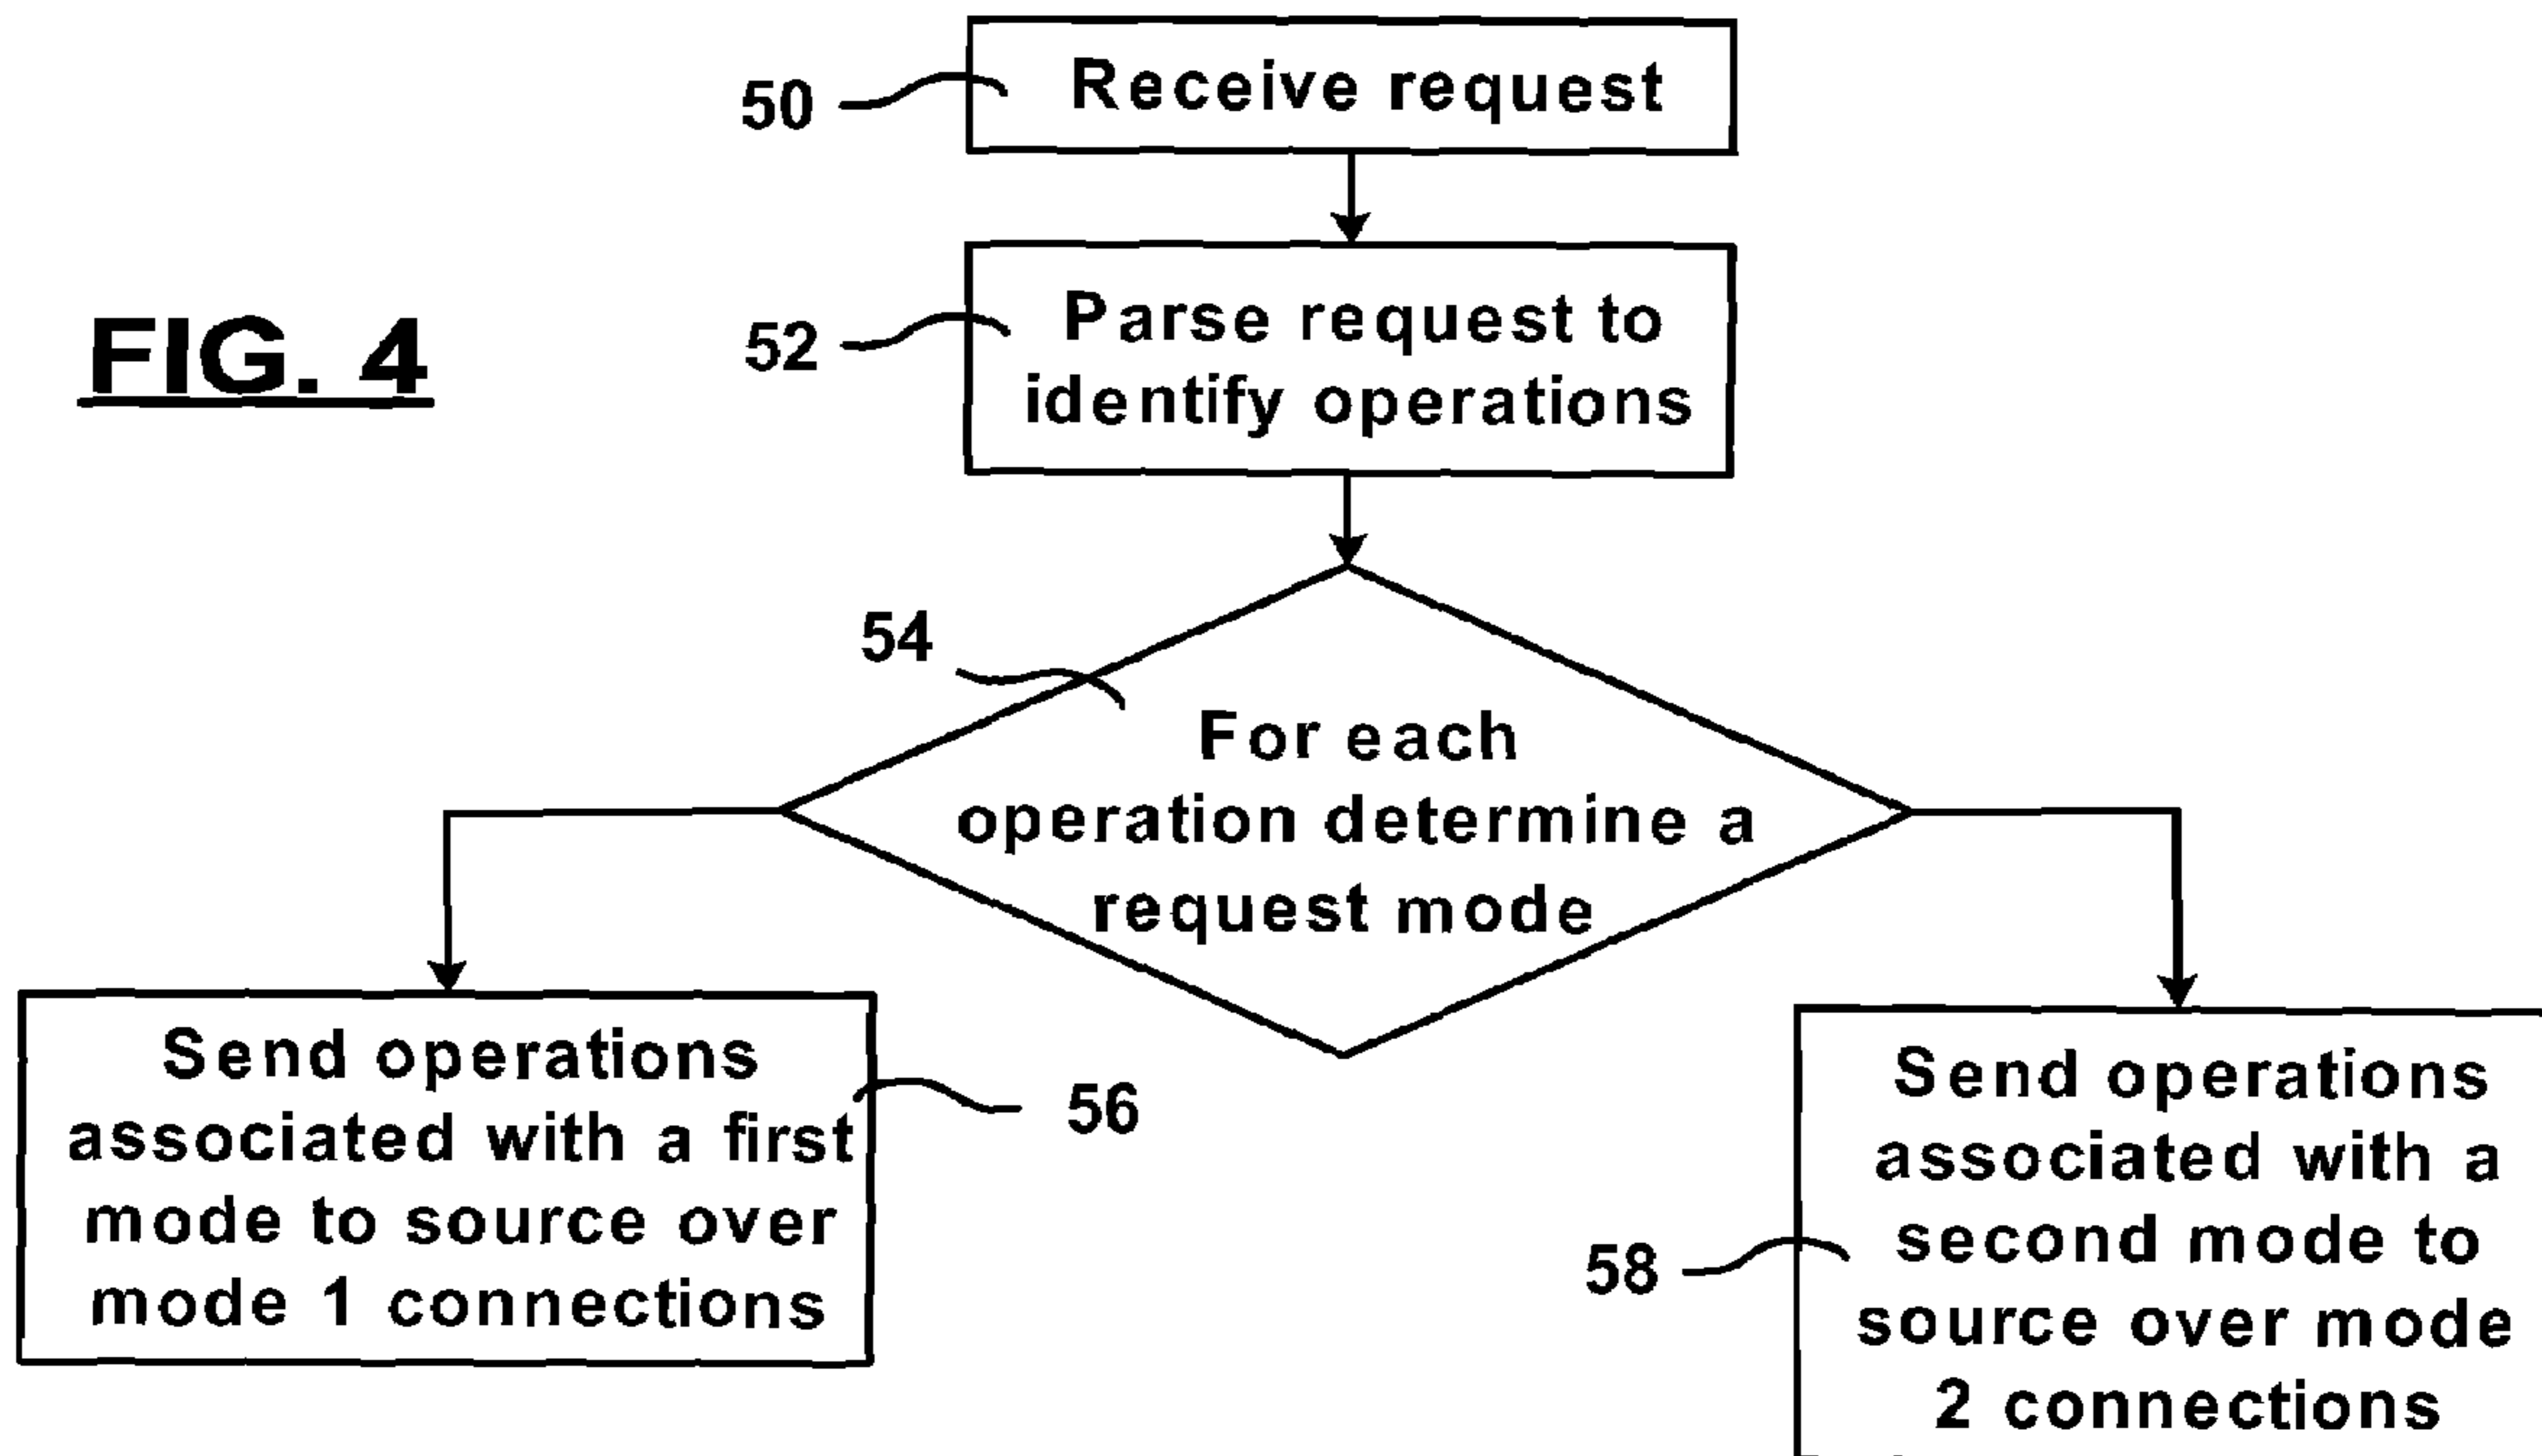 50
Receive request
FIG. 4
52
Parse request to
identify operations
54
For each
operation determine a
request mode
Send operations
associated with a first
mode to source over
mode 1 connections
56
58
Send operations
associated with a
second mode to
source over mode
2 connections